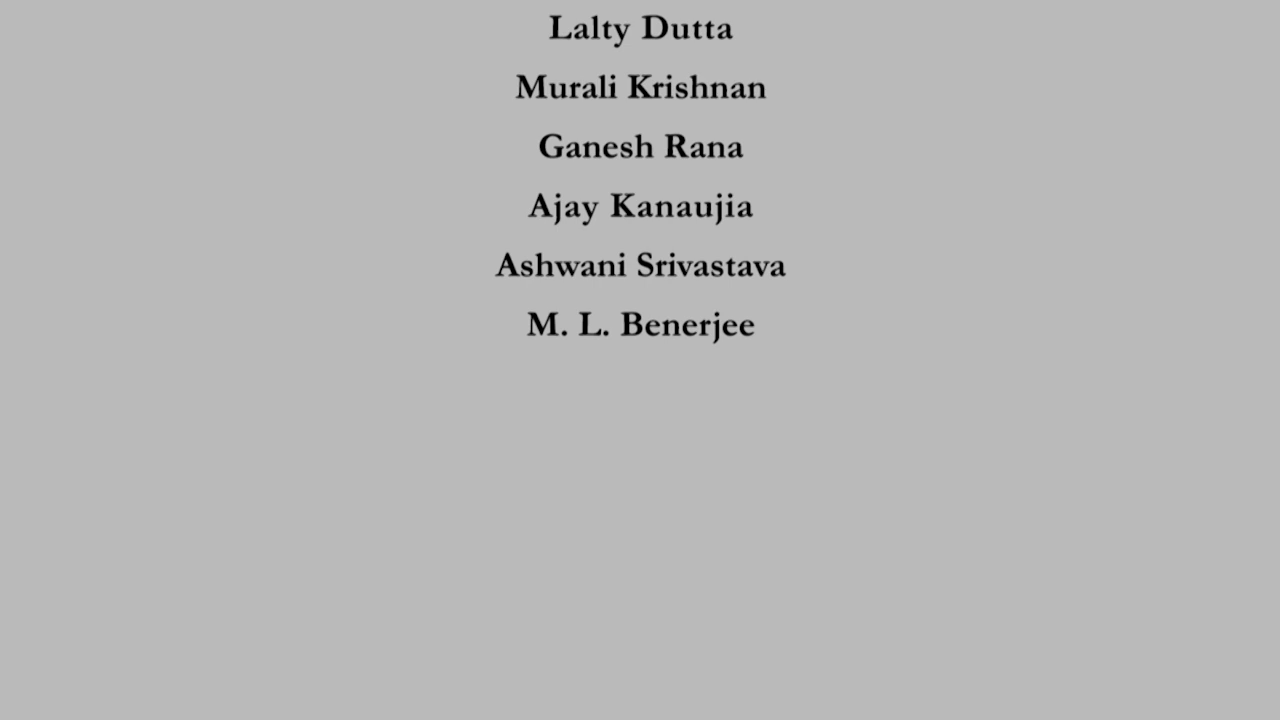 Lalty Dutta
Murali Krishnan
Ganesh Rana
Ajay Kanaujia
Ashwani Srivastava
M. L. Benerjee